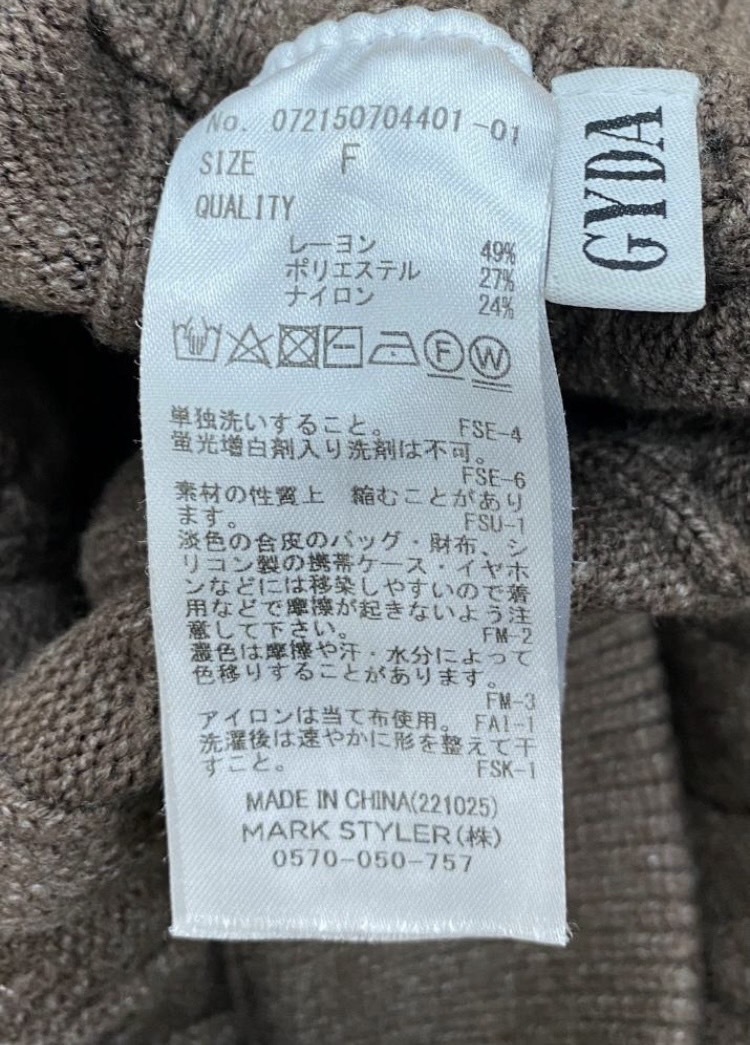 No. 072150704401-01
SIZE F
QUALITY
レーヨン 49%
ポリエステル 27%
ナイロン 24%
F W
単独洗いすること。 FSE-4
蛍光増白剤入り洗剤は不可。
FSE-6
素材の性質上 縮むことがあり
ます。 FSU-1
淡色の合皮のバッグ・財布、シ
リコン製の携帯ケース・イヤホ
ンなどには移染しやすいので着
用などで摩擦が起きないよう注
意して下さい。 FM-2
濃色は摩擦や汗・水分によって
色移りすることがあります。
FM-3
アイロンは当て布使用。 FAI-1
洗濯後は速やかに形を整えて干
すこと。 FSK-1
MADE IN CHINA(221025)
MARK STYLER(株)
0570-050-757
GYDA